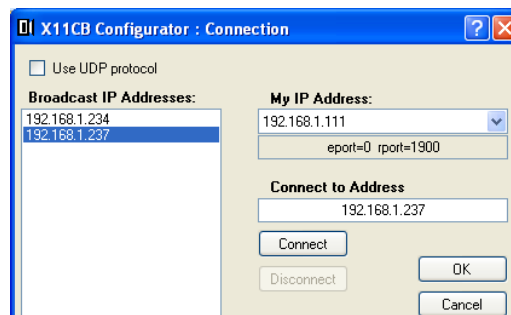 X11CB Configurator : Connection
Use UDP protocol
Broadcast IP Addresses:
192.168.1.234
192.168.1.237
My IP Address:
192.168.1.111
eport=0 rport=1900
Connect to Address
192.168.1.237
Connect
Disconnect
OK
Cancel